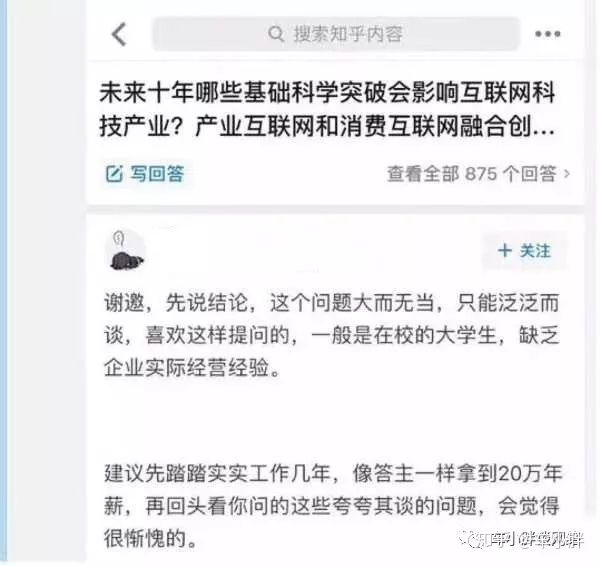 搜索知乎内容
未来十年哪些基础科学突破会影响互联网科
技产业？产业互联网和消费互联网融合创...
写回答
查看全部 875 个回答
+ 关注
谢邀，先说结论，这个问题大而无当，只能泛泛而
谈，喜欢这样提问的，一般是在校的大学生，缺乏
企业实际经营经验。
建议先踏踏实实工作几年，像答主一样拿到20万年
薪，再回头看你问的这些夸夸其谈的问题，会觉得
很惭愧的。